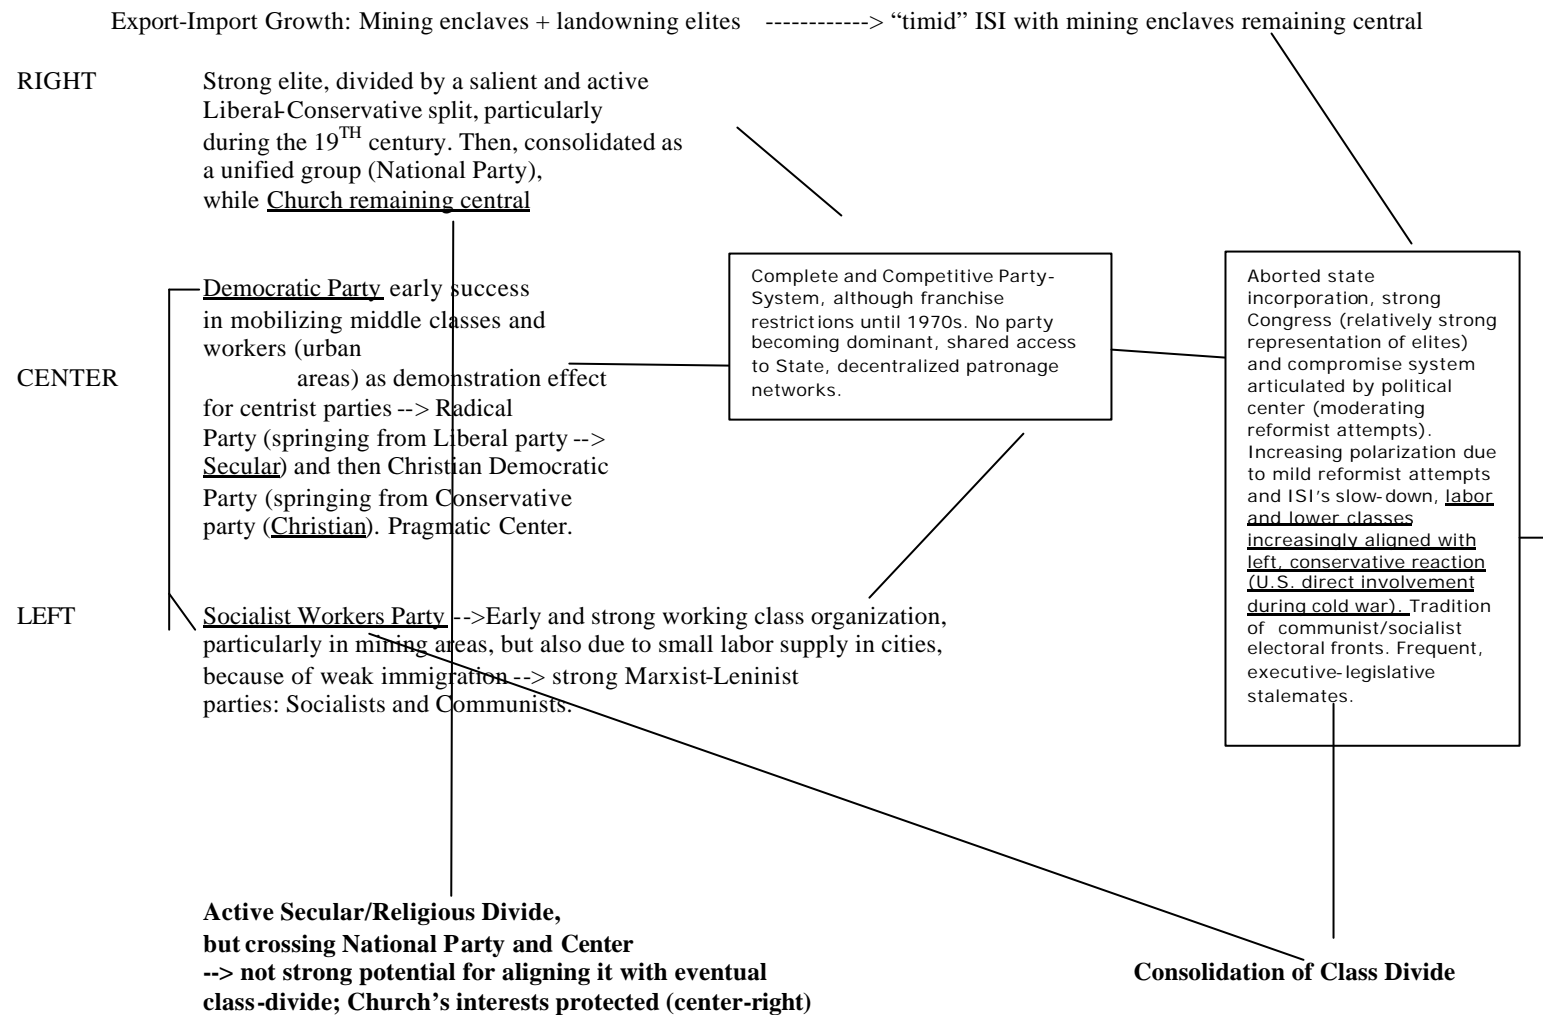 Export-Import Growth: Mining enclaves + landowning elites ------------> “timid” ISI with mining enclaves remaining central
RIGHT
Strong elite, divided by a salient and active
Liberal-Conservative split, particularly
during the 19TH century. Then, consolidated as
a unified group (National Party),
while Church remaining central
CENTER
Democratic Party early success
in mobilizing middle classes and
workers (urban
areas) as demonstration effect
for centrist parties --> Radical
Party (springing from Liberal party -->
Secular) and then Christian Democratic
Party (springing from Conservative
party (Christian). Pragmatic Center.
LEFT
Socialist Workers Party -->Early and strong working class organization,
particularly in mining areas, but also due to small labor supply in cities,
because of weak immigration --> strong Marxist-Leninist
parties: Socialists and Communists.
Complete and Competitive Party-
System, although franchise
restrictions until 1970s. No party
becoming dominant, shared access
to State, decentralized patronage
networks.
Aborted state
incorporation, strong
Congress (relatively strong
representation of elites)
and compromise system
articulated by political
center (moderating
reformist attempts).
Increasing polarization due
to mild reformist attempts
and ISI's slow-down, labor
and lower classes
increasingly aligned with
left, conservative reaction
(U.S. direct involvement
during cold war). Tradition
of communist/socialist
electoral fronts. Frequent,
executive-legislative
stalemates.
Active Secular/Religious Divide,
but crossing National Party and Center
--> not strong potential for aligning it with eventual
class-divide; Church’s interests protected (center-right)
Consolidation of Class Divide